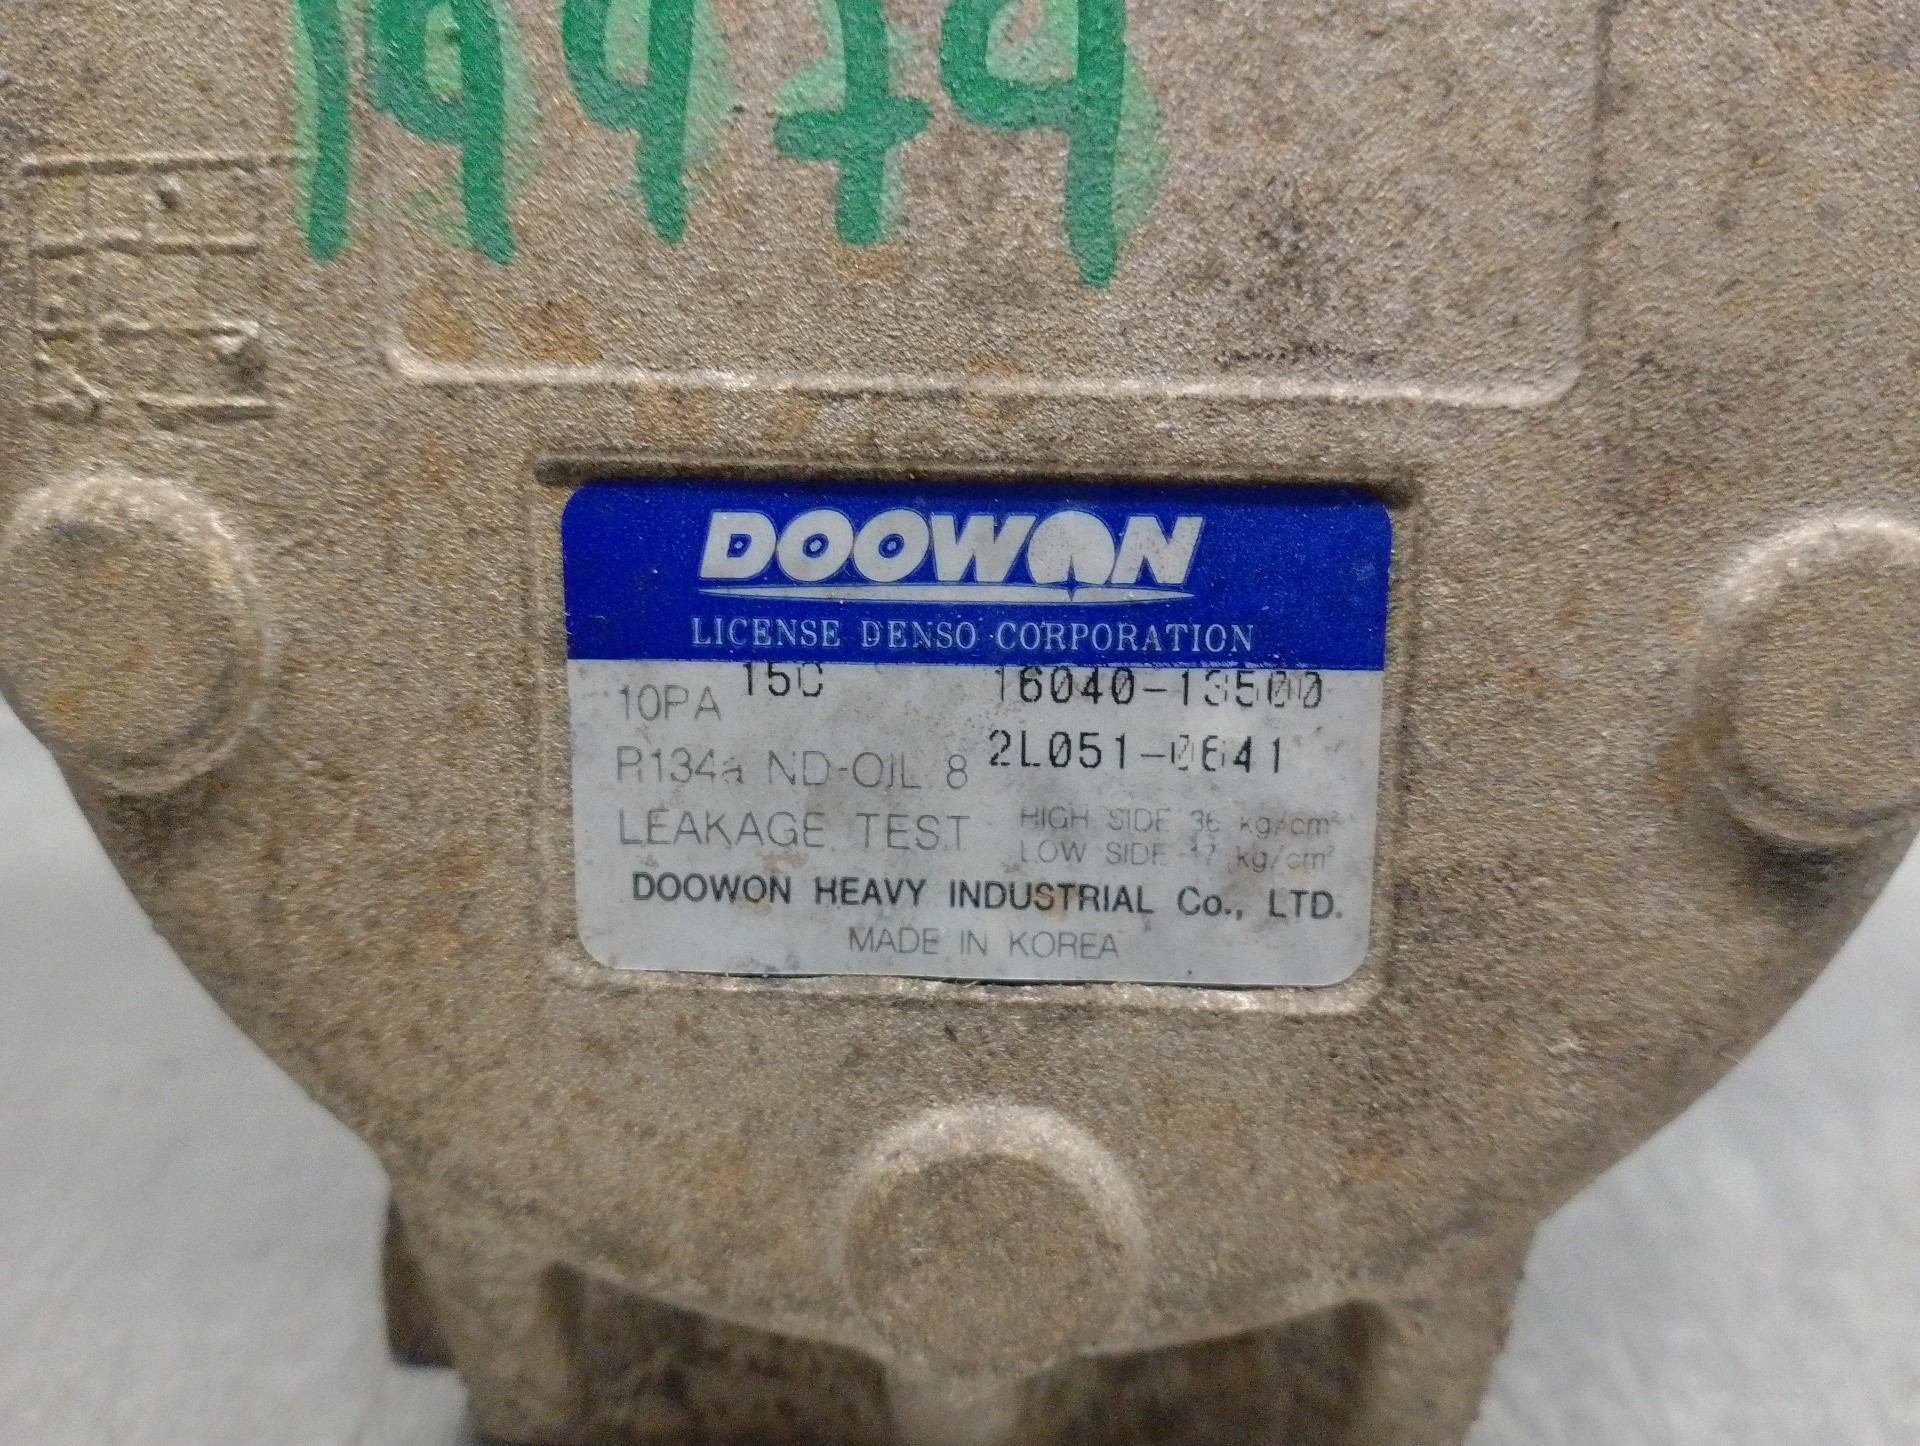 19979
DOOWON
LICENSE DENSO CORPORATION
10PA 15C 16040-13500
R134a ND-OIL 8 2L051-0641
LEAKAGE TEST HIGH SIDE 36 kg/cm²
LOW SIDE 17 kg/cm²
DOOWON HEAVY INDUSTRIAL Co., LTD.
MADE IN KOREA